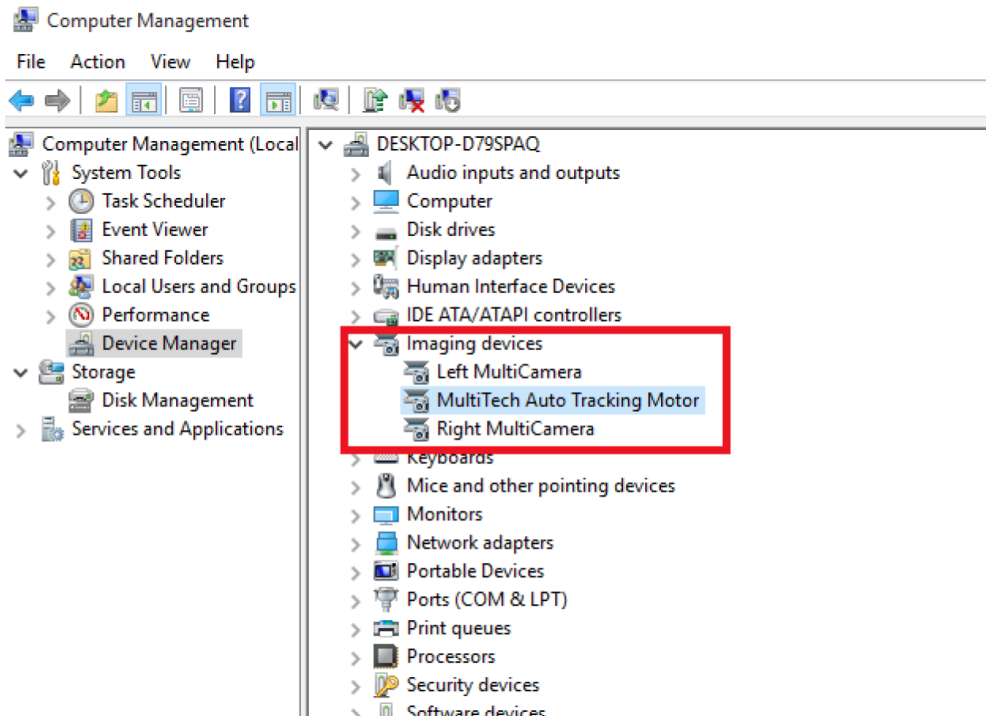 Computer Management
File Action View Help
Computer Management (Local
System Tools
Task Scheduler
Event Viewer
Shared Folders
Local Users and Groups
Performance
Device Manager
Storage
Disk Management
Services and Applications
DESKTOP-D79SPAQ
Audio inputs and outputs
Computer
Disk drives
Display adapters
Human Interface Devices
IDE ATA/ATAPI controllers
Imaging devices
Left MultiCamera
MultiTech Auto Tracking Motor
Right MultiCamera
Keyboards
Mice and other pointing devices
Monitors
Network adapters
Portable Devices
Ports (COM & LPT)
Print queues
Processors
Security devices
Software devices